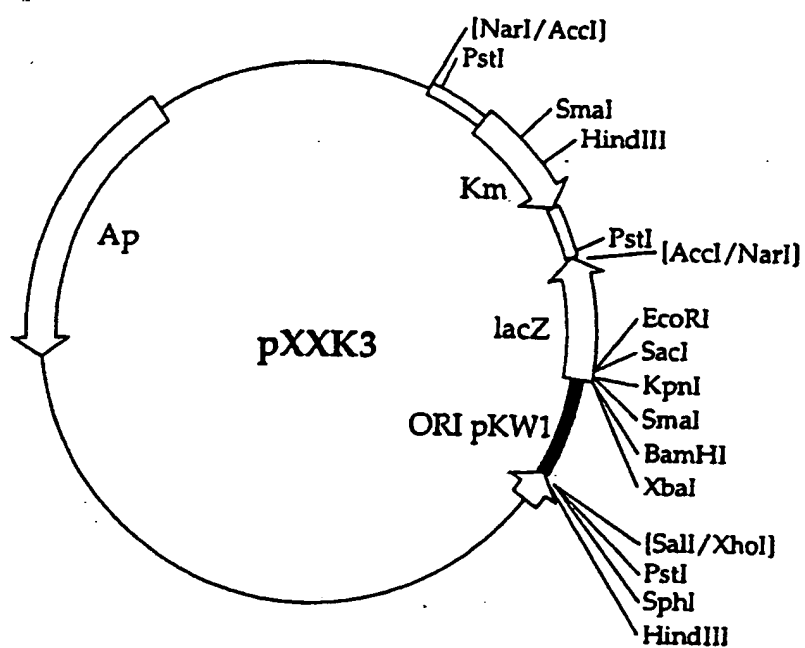 [NarI/AccI]
PstI
SmaI
HindIII
Km
PstI
[AccI/NarI]
Ap
lacZ
pXXK3
EcoRI
SacI
KpnI
SmaI
BamHI
XbaI
ORI pKW1
[SalI/XhoI]
PstI
SphI
HindIII